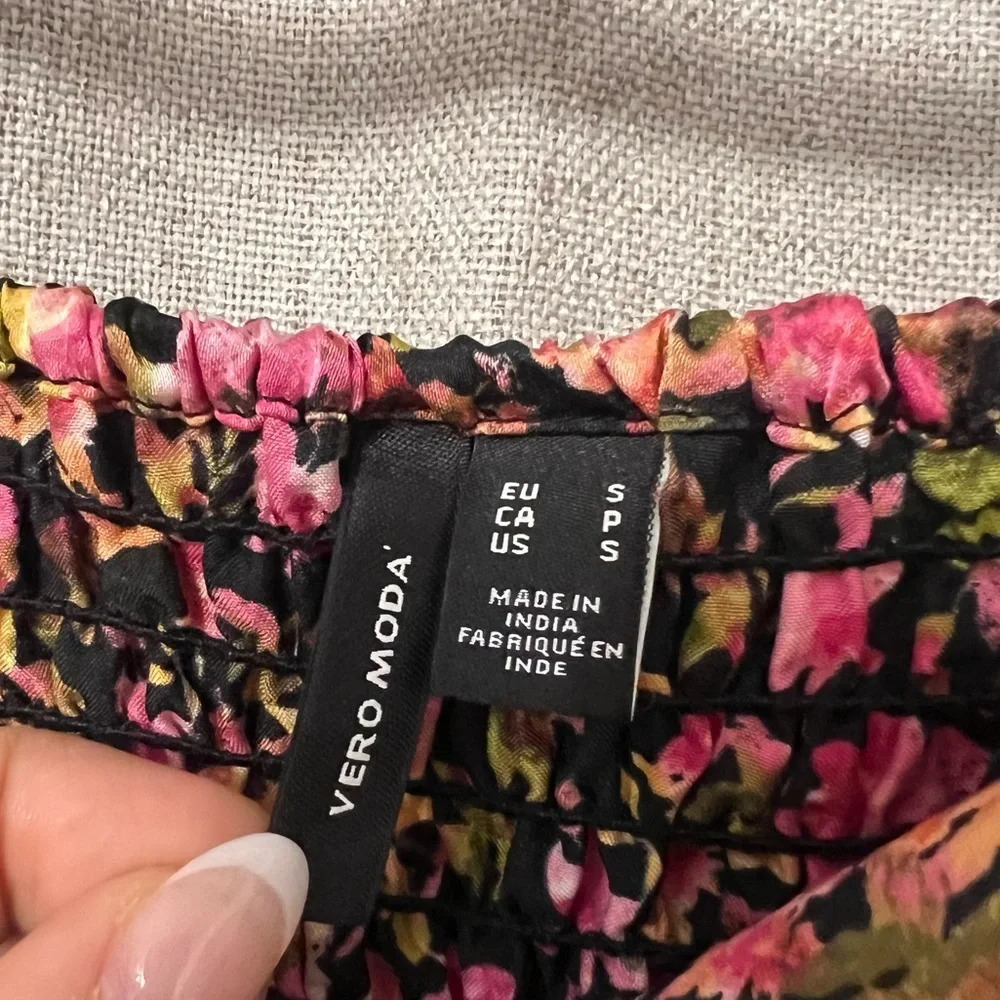 VERO MODA
EU S
CA P
US S
MADE IN
INDIA
FABRIQUÉ EN
INDE